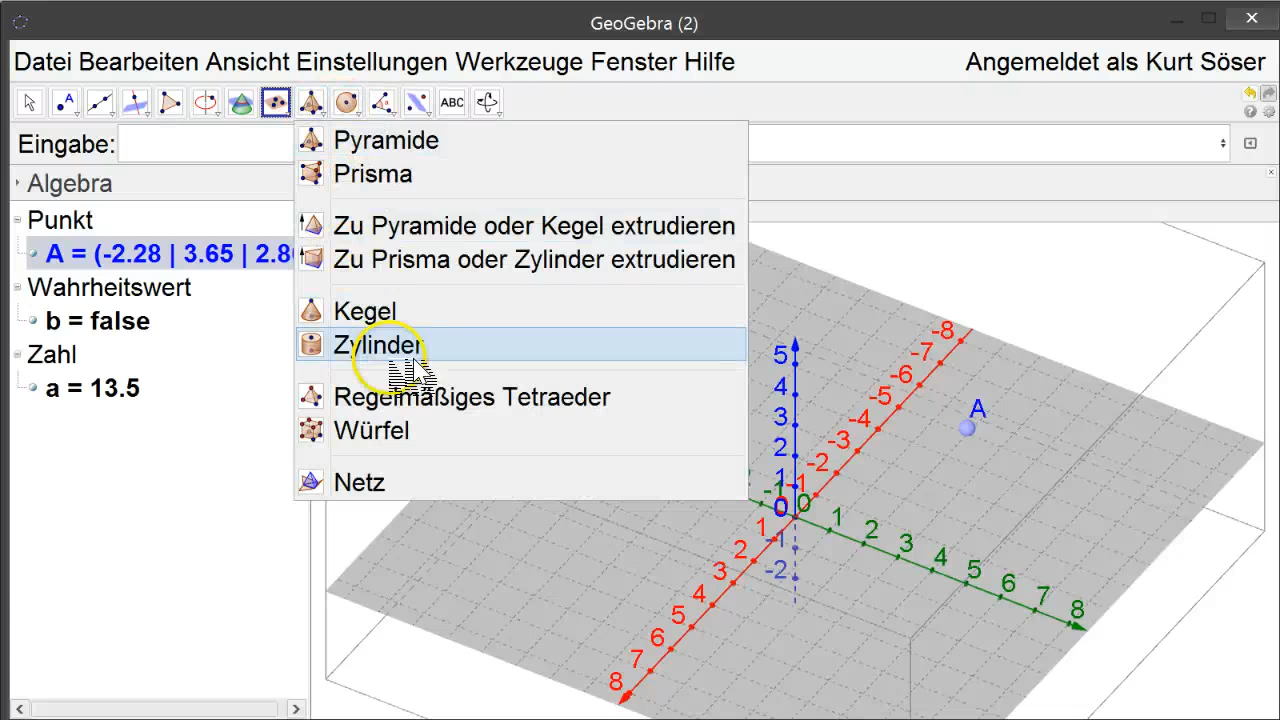 GeoGebra (2)
Datei Bearbeiten Ansicht Einstellungen Werkzeuge Fenster Hilfe
Angemeldet als Kurt Söser
A
ABC
Eingabe:
Pyramide
Prisma
Zu Pyramide oder Kegel extrudieren
Zu Prisma oder Zylinder extrudieren
Kegel
Zylinder
Regelmäßiges Tetraeder
Würfel
Netz
Algebra
Punkt
A = (-2.28 | 3.65 | 2.8
Wahrheitswert
b = false
Zahl
a = 13.5
-8
-7
-6
-5
-4
-3
-2
-1
0
1
2
3
4
5
6
7
8
5
4
3
2
1
0
-1
-2
-1
0
1
2
3
4
5
6
7
8
A